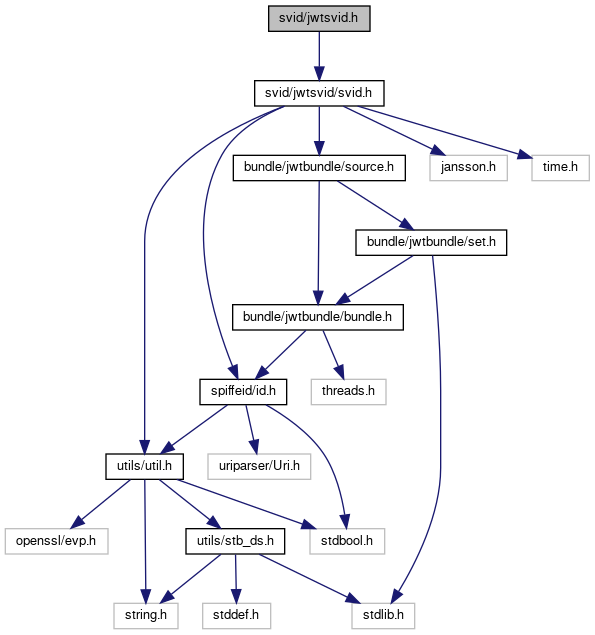 svid/jwtsvid.h
svid/jwtsvid/svid.h
bundle/jwtbundle/source.h
jansson.h
time.h
bundle/jwtbundle/set.h
bundle/jwtbundle/bundle.h
spiffeid/id.h
threads.h
utils/util.h
uriparser/Uri.h
openssl/evp.h
utils/stb_ds.h
stdbool.h
string.h
stddef.h
stdlib.h